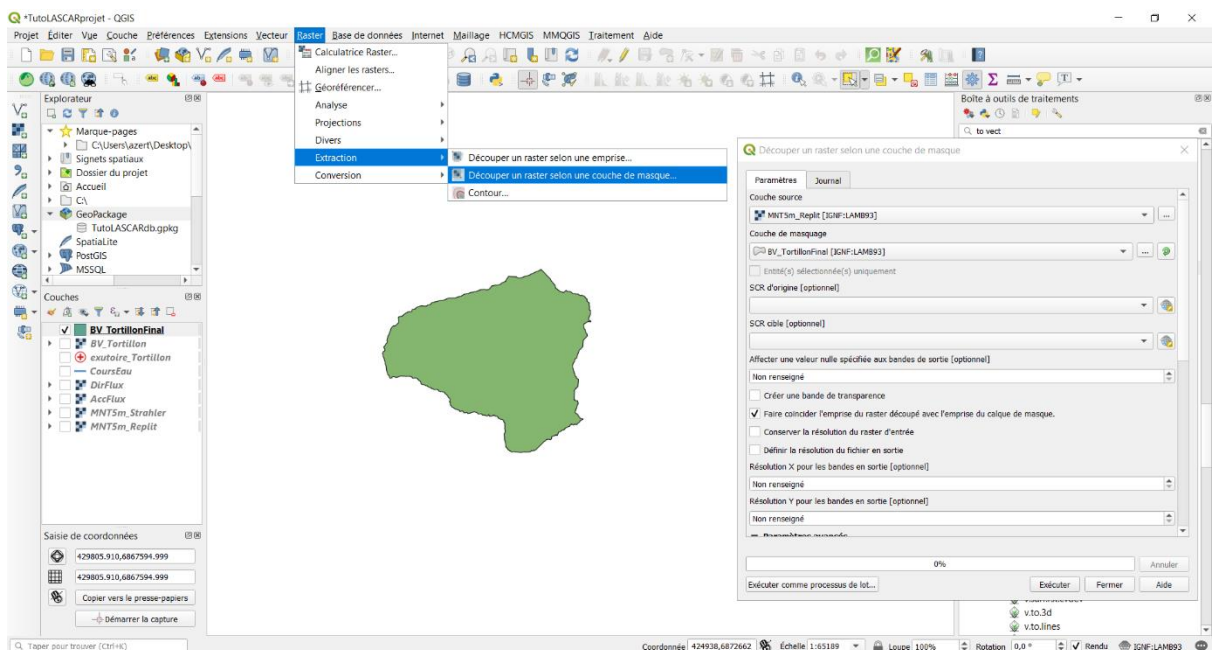 *TutoLASCARprojet - QGIS
Projet Éditer Vue Couche Préférences Extensions Vecteur Raster Base de données Internet Maillage HCMGIS MMQGIS Traitement Aide
Calculatrice Raster...
Aligner les rasters...
Géoréférencer...
Analyse
Projections
Divers
Extraction
Conversion
Découper un raster selon une emprise...
Découper un raster selon une couche de masque...
Contour...
Explorateur
Marque-pages
C:\Users\azert\Desktop\
Signets spatiaux
Dossier du projet
Accueil
C:\
GeoPackage
TutoLASCARdb.gpkg
SpatiaLite
PostGIS
MSSQL
Couches
BV_TortillonFinal
BV_Tortillon
exutoire_Tortillon
CoursEau
DirFlux
AccFlux
MNT5m_Strahler
MNT5m_Replit
Saisie de coordonnées
429805.910,6867594.999
429805.910,6867594.999
Copier vers le presse-papiers
Démarrer la capture
Boîte à outils de traitements
to vect
Découper un raster selon une couche de masque
Paramètres Journal
Couche source
MNT5m_Replit [IGNF:LAMB93]
...
Couche de masquage
BV_TortillonFinal [IGNF:LAMB93]
...
Entité(s) sélectionnée(s) uniquement
SCR d'origine [optionnel]
SCR cible [optionnel]
Affecter une valeur nulle spécifiée aux bandes de sortie [optionnel]
Non renseigné
Créer une bande de transparence
Faire coincider l'emprise du raster découpé avec l'emprise du calque de masque.
Conserver la résolution du raster d'entrée
Définir la résolution du fichier en sortie
Résolution X pour les bandes en sortie [optionnel]
Non renseigné
Résolution Y pour les bandes en sortie [optionnel]
Non renseigné
Paramètres avancés
0%
Annuler
Exécuter comme processus de lot...
Exécuter Fermer Aide
v.to.3d
v.to.lines
Taper pour trouver (Ctrl+K)
Coordonnée 424938,6872662 Échelle 1:65189 Loupe 100% Rotation 0,0 ° Rendu IGNF:LAMB93